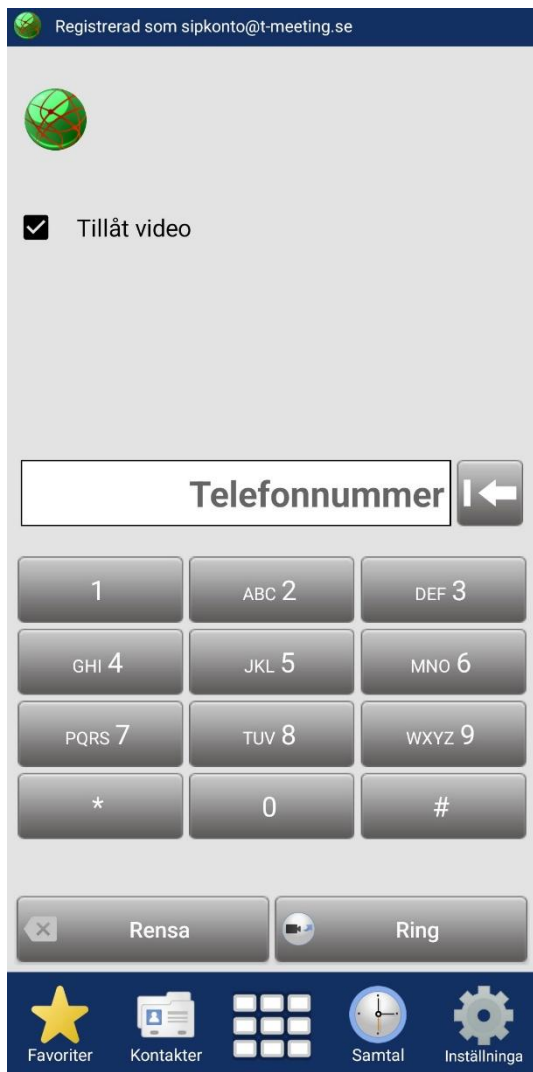 Registrerad som sipkonto@t-meeting.se
Tillåt video
Telefonnummer
1
ABC 2
DEF 3
GHI 4
JKL 5
MNO 6
PQRS 7
TUV 8
WXYZ 9
*
0
#
Rensa
Ring
Favoriter
Kontakter
Samtal
Inställninga